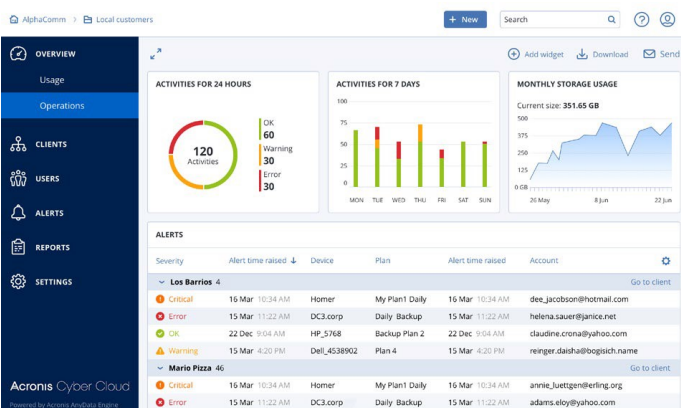 AlphaComm > Local customers
+ New
Search
OVERVIEW
Usage
Operations
CLIENTS
USERS
ALERTS
REPORTS
SETTINGS
Acronis Cyber Cloud
Powered by Acronis AnyData Engine
Add widget
Download
Send
ACTIVITIES FOR 24 HOURS
120
Activities
OK
60
Warning
30
Error
30
ACTIVITIES FOR 7 DAYS
100
75
50
25
0
MON TUE WED THU FRI SAT SUN
MONTHLY STORAGE USAGE
Current size: 351.65 GB
500
375
250
125
0 GB
26 May 8 Jun 22 Jun
ALERTS
Severity Alert time raised Device Plan Alert time raised Account
Los Barrios 4 Go to client
Critical 16 Mar 10:34 AM Homer My Plan1 Daily 16 Mar 10:34 AM dee_jacobson@hotmail.com
Error 15 Mar 11:22 AM DC3.corp Daily Backup 15 Mar 11:22 AM helena.sauer@janice.net
OK 22 Dec 9:04 AM HP_5768 Backup Plan 2 22 Dec 9:04 AM claudine.crona@yahoo.com
Warning 15 Mar 4:20 PM Dell_4538902 Plan 4 15 Mar 4:20 PM reinger.daisha@bogisich.name
Mario Pizza 46 Go to client
Critical 16 Mar 10:34 AM Homer My Plan1 Daily 16 Mar 10:34 AM annie_luettgen@erling.org
Error 15 Mar 11:22 AM DC3.corp Daily Backup 15 Mar 11:22 AM adams.eloy@yahoo.com